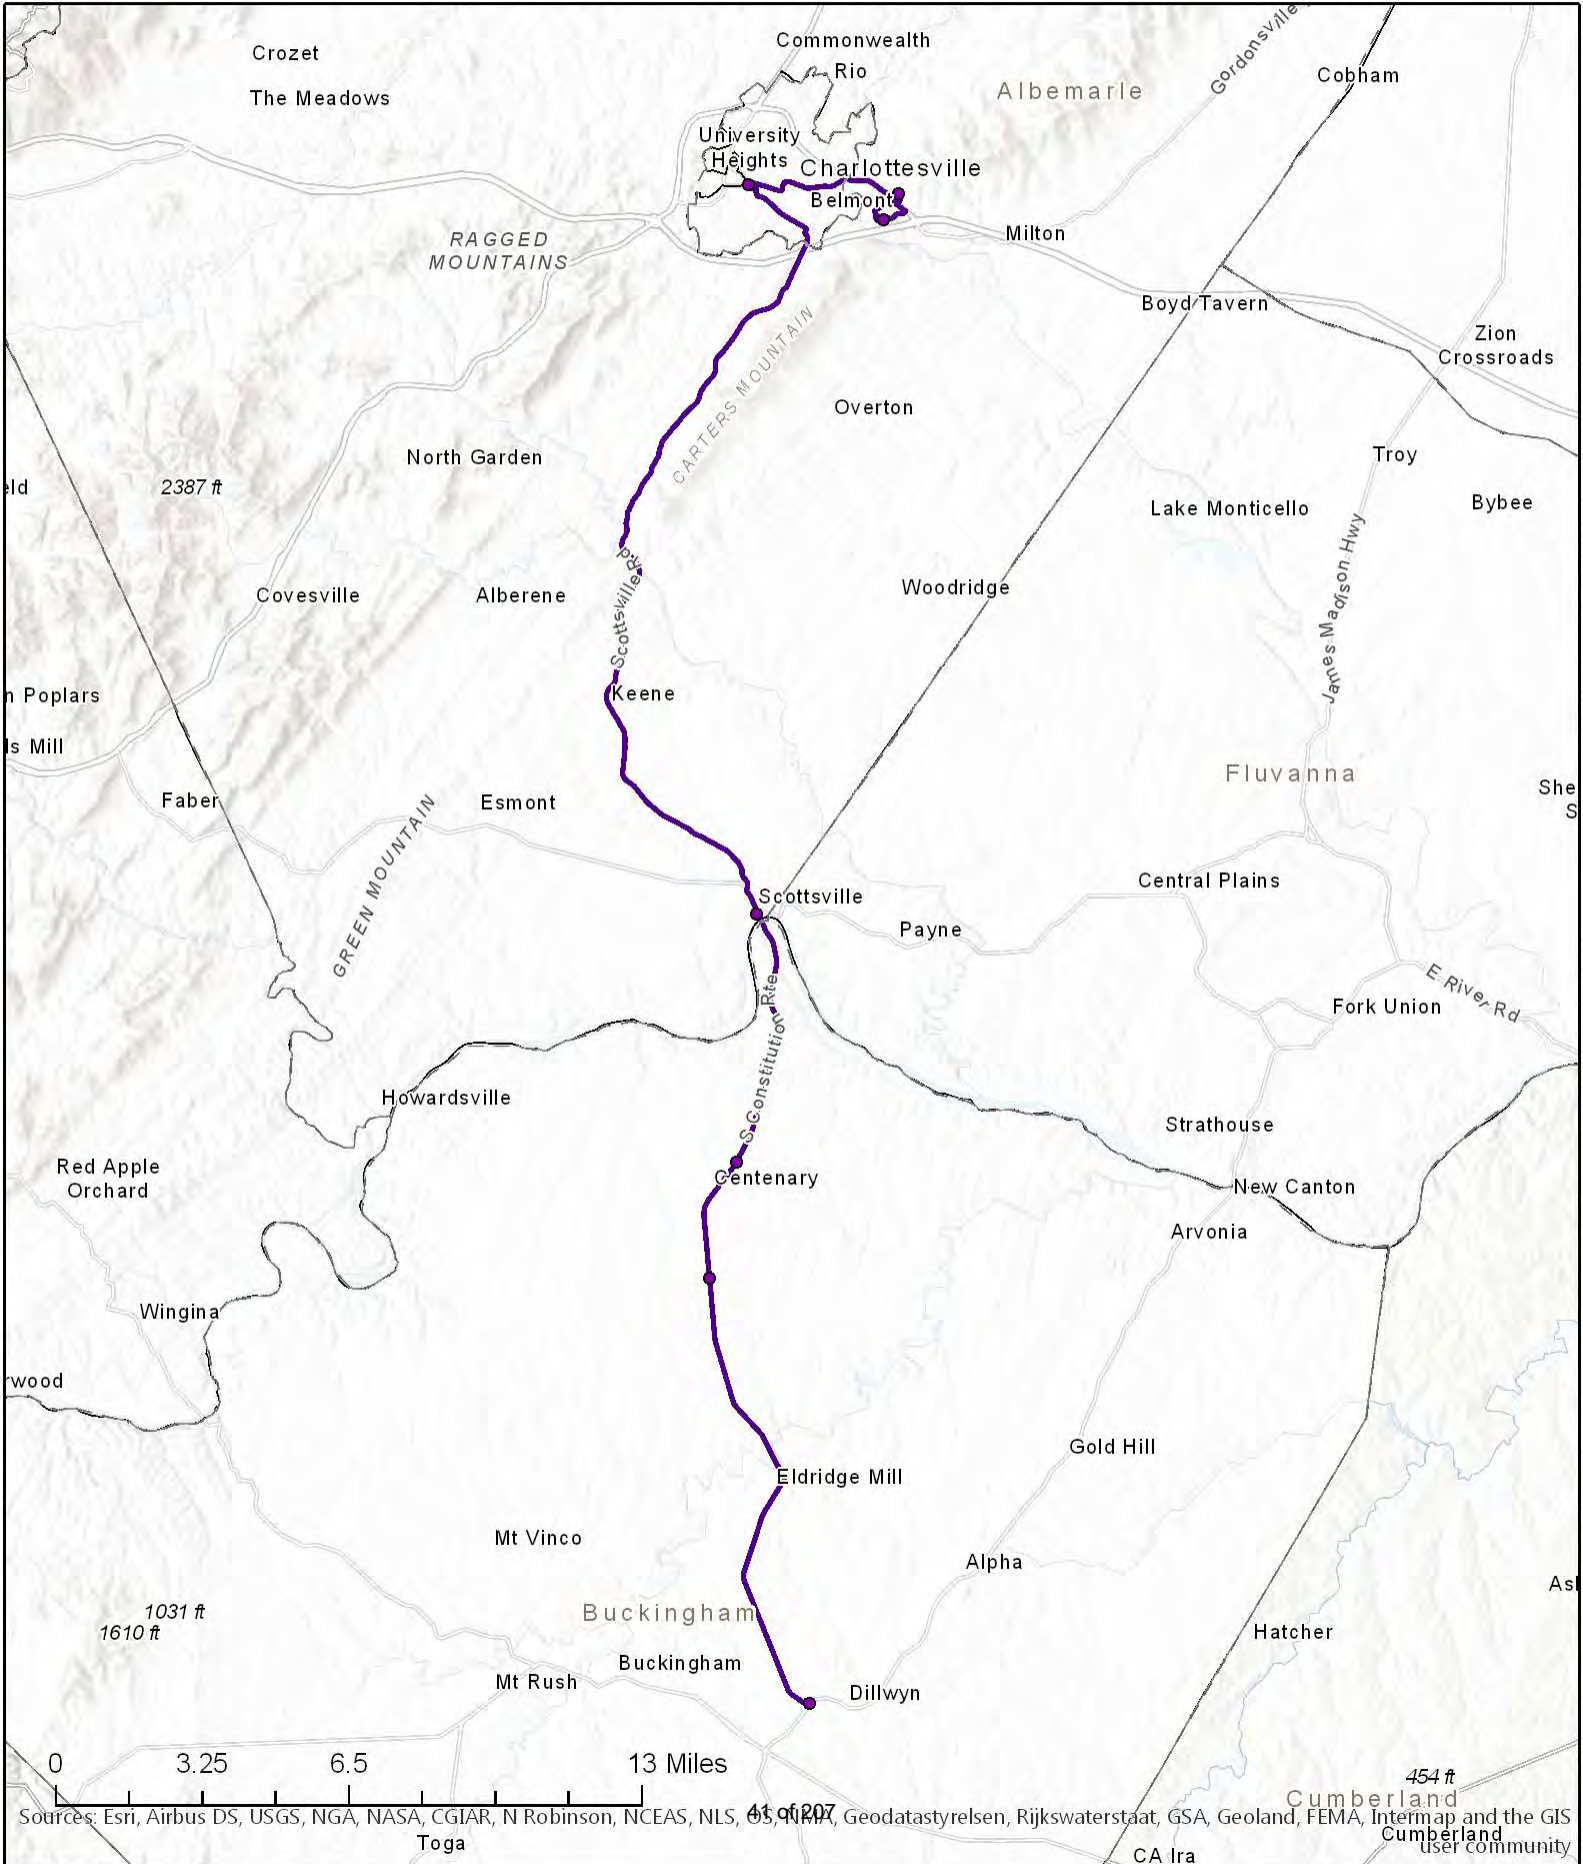 Commonwealth
Crozet
Rio
Gordonsville
Cobham
Albemarle
The Meadows
University
Heights
Charlottesville
Belmont
Milton
RAGGED
MOUNTAINS
Boyd Tavern
Zion
Crossroads
CARTERS MOUNTAIN
Overton
North Garden
Troy
eld
2387 ft
Lake Monticello
Bybee
James Madison Hwy
Scottsville Rd
Woodridge
Covesville
Alberene
n Poplars
Keene
ls Mill
Fluvanna
She
S
Faber
Esmont
GREEN MOUNTAIN
Central Plains
Scottsville
Payne
E River Rd
Fork Union
S Constitution Rte
Howardsville
Strathouse
Red Apple
Orchard
Centenary
New Canton
Arvonia
Wingina
rwood
Gold Hill
Eldridge Mill
Mt Vinco
Alpha
Asl
1031 ft
1610 ft
Buckingham
Hatcher
Buckingham
Mt Rush
Dillwyn
0 3.25 6.5 13 Miles
454 ft
Cumberland
41 of 207
Sources: Esri, Airbus DS, USGS, NGA, NASA, CGIAR, N Robinson, NCEAS, NLS, OS, NMA, Geodatastyrelsen, Rijkswaterstaat, GSA, Geoland, FEMA, Intermap and the GIS
user community
Cumberland
Toga
CA Ira